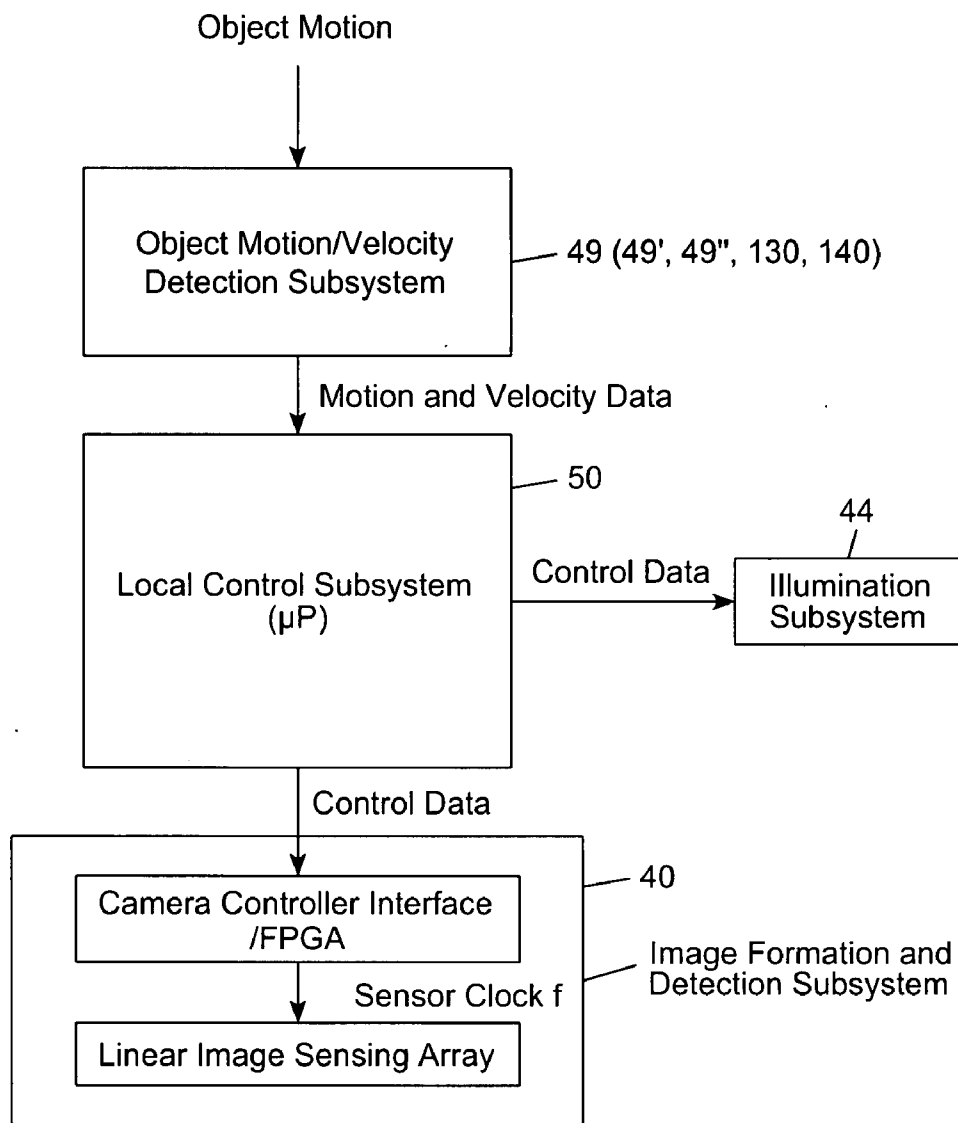 Object Motion
Object Motion/Velocity
Detection Subsystem
49 (49', 49", 130, 140)
Motion and Velocity Data
50
Local Control Subsystem
(µP)
Control Data
44
Illumination
Subsystem
Control Data
40
Camera Controller Interface
/FPGA
Image Formation and
Detection Subsystem
Sensor Clock f
Linear Image Sensing Array